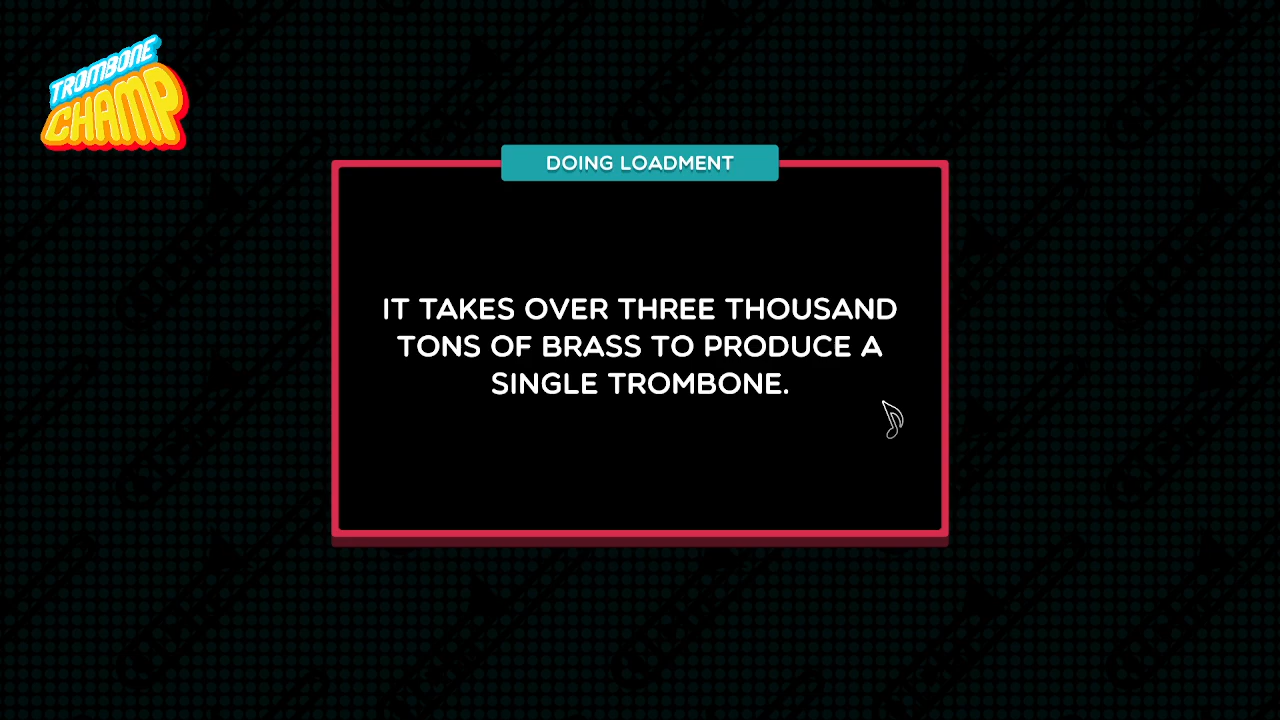 TROMBONE
CHAMP
DOING LOADMENT
IT TAKES OVER THREE THOUSAND
TONS OF BRASS TO PRODUCE A
SINGLE TROMBONE.